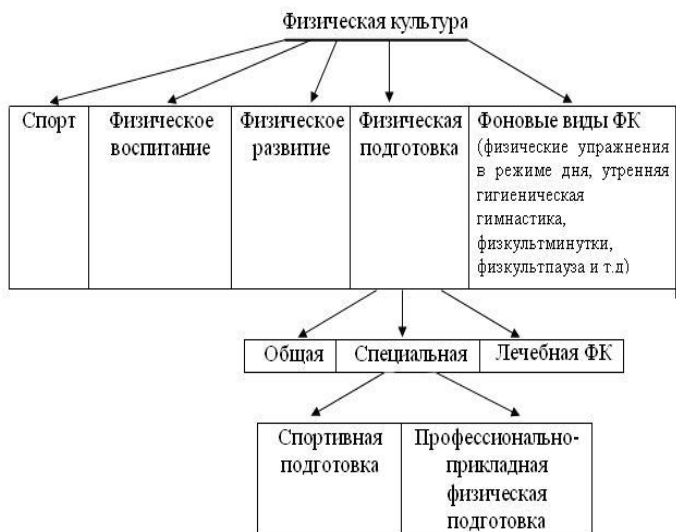 Физическая культура
Спорт
Физическое
воспитание
Физическое
развитие
Физическая
подготовка
Фоновые виды ФК
(физические упражнения
в режиме дня, утренняя
гигиеническая
гимнастика,
физкультминутки,
физкультпауза и т.д)
Общая
Специальная
Лечебная ФК
Спортивная
подготовка
Профессионально-
прикладная
физическая
подготовка